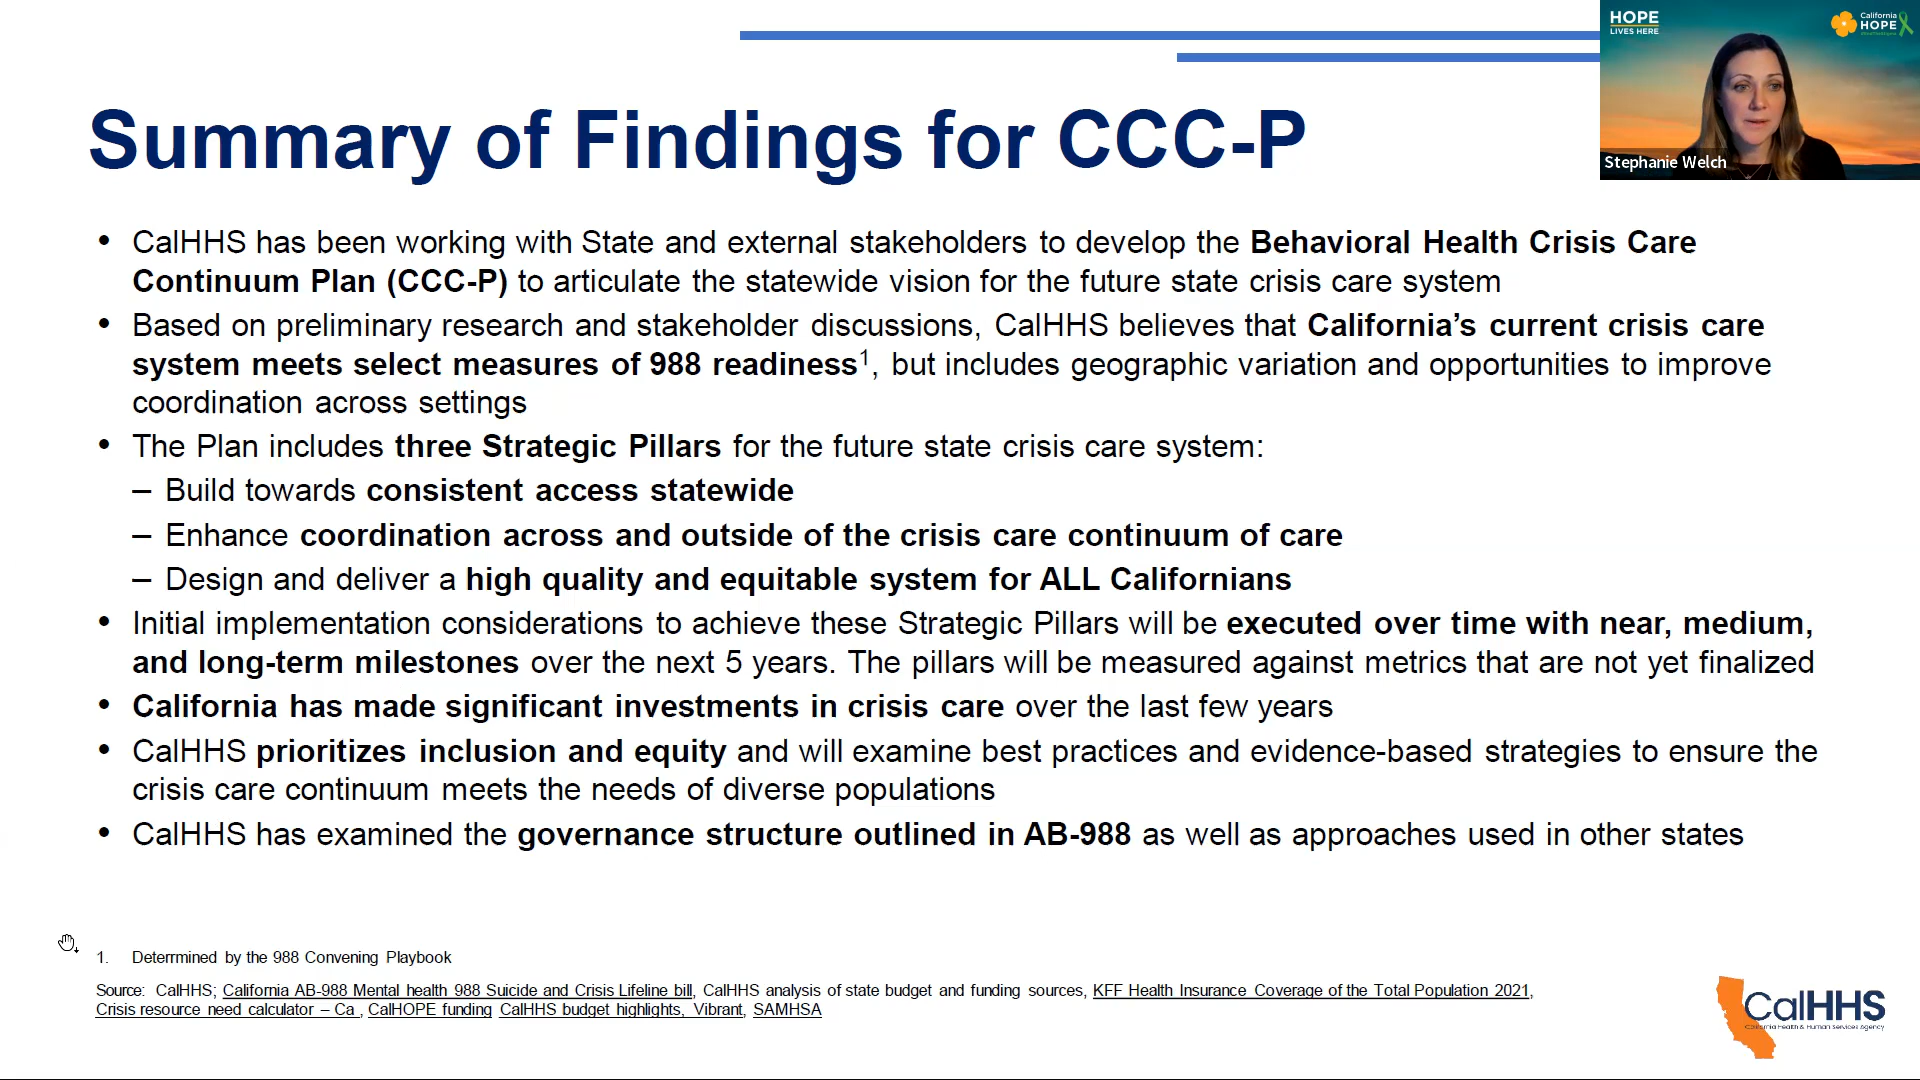 HOPE
LIVES HERE
California
HOPE
Stephanie Welch
Summary of Findings for CCC-P
• CalHHS has been working with State and external stakeholders to develop the Behavioral Health Crisis Care
Continuum Plan (CCC-P) to articulate the statewide vision for the future state crisis care system
• Based on preliminary research and stakeholder discussions, CalHHS believes that California’s current crisis care
system meets select measures of 988 readiness1, but includes geographic variation and opportunities to improve
coordination across settings
• The Plan includes three Strategic Pillars for the future state crisis care system:
– Build towards consistent access statewide
– Enhance coordination across and outside of the crisis care continuum of care
– Design and deliver a high quality and equitable system for ALL Californians
• Initial implementation considerations to achieve these Strategic Pillars will be executed over time with near, medium,
and long-term milestones over the next 5 years. The pillars will be measured against metrics that are not yet finalized
• California has made significant investments in crisis care over the last few years
• CalHHS prioritizes inclusion and equity and will examine best practices and evidence-based strategies to ensure the
crisis care continuum meets the needs of diverse populations
• CalHHS has examined the governance structure outlined in AB-988 as well as approaches used in other states
1. Deterrmined by the 988 Convening Playbook
Source: CalHHS; California AB-988 Mental health 988 Suicide and Crisis Lifeline bill, CalHHS analysis of state budget and funding sources, KFF Health Insurance Coverage of the Total Population 2021,
Crisis resource need calculator – Ca , CalHOPE funding CalHHS budget highlights, Vibrant, SAMHSA
CalHHS
California Health & Human Services Agency